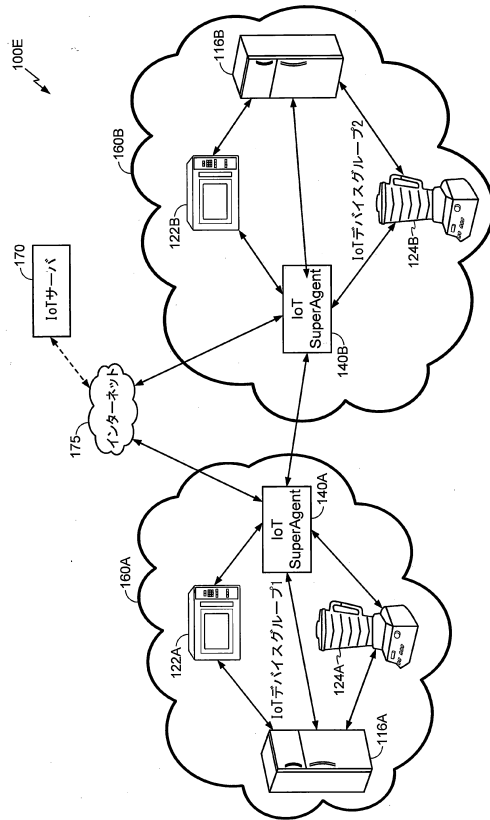 100E
170
IoTサーバ
175
インターネット
160A
122A
IoTデバイスグループ1
116A
124A
IoT
SuperAgent
140A
160B
122B
116B
IoTデバイスグループ2
124B
IoT
SuperAgent
140B